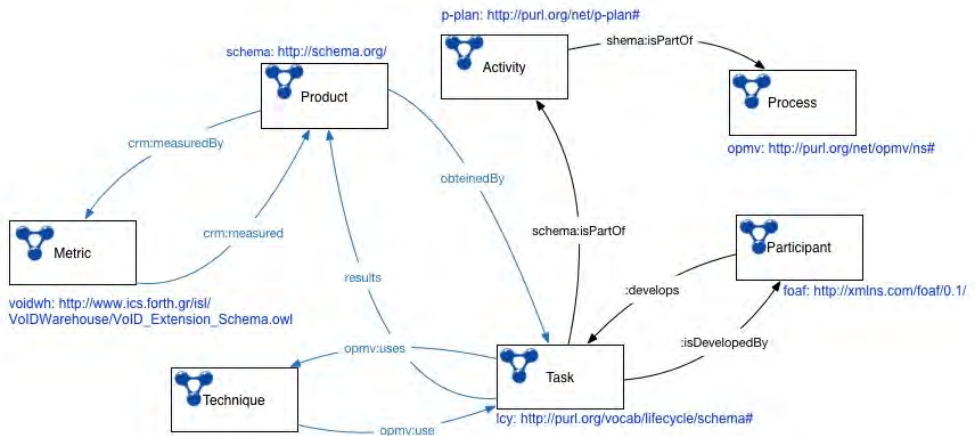 p-plan: http://purl.net/p-plan#
shema:isPartOf
schema: http://schema.org/
Activity
Product
Process
crm:measuredBy
opmv: http://purl.net/opmv/ns#
obteinedBy
crm:measured
schema:isPartOf
Metric
Participant
results
:develops
foaf: http://xmlns.com/foaf/0.1/
voidwh: http://www.ics.forth.gr/isl/
VoIDWarehouse/VoID_Extension_Schema.owl
:isDevelopedBy
opmv:uses
Task
Technique
lcy: http://purl.org/vocab/lifecycle/schema#
opmv:use